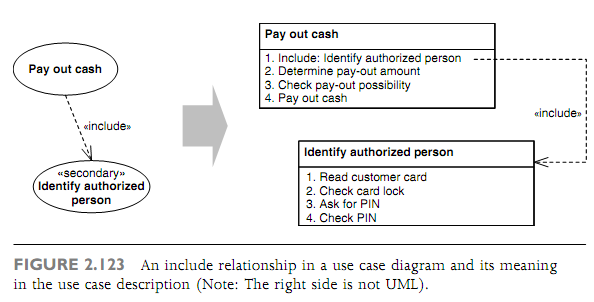 Pay out cash
«include»
«secondary»
Identify authorized
person
Pay out cash
1. Include: Identify authorized person
2. Determine pay-out amount
3. Check pay-out possibility
4. Pay out cash
«include»
Identify authorized person
1. Read customer card
2. Check card lock
3. Ask for PIN
4. Check PIN
FIGURE 2.123 An include relationship in a use case diagram and its meaning
in the use case description (Note: The right side is not UML).